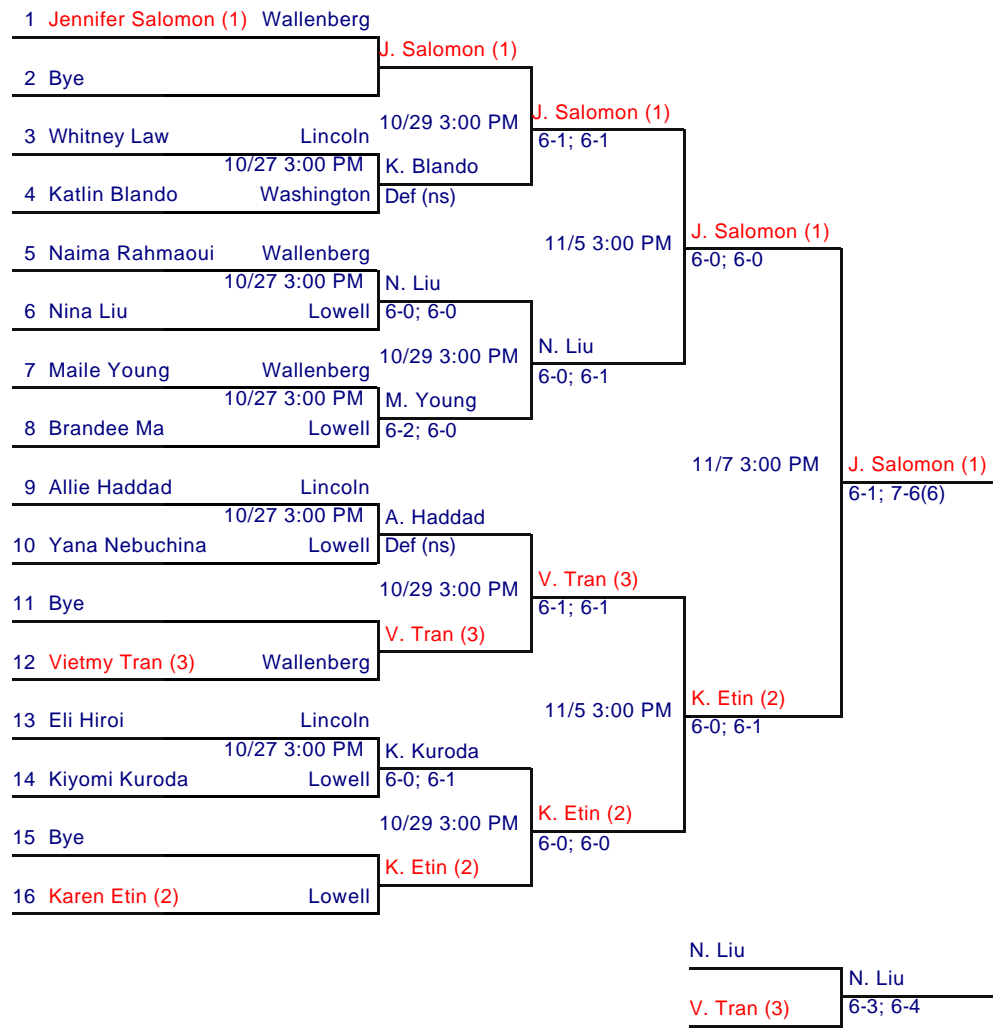 1 Jennifer Salomon (1) Wallenberg
J. Salomon (1)
2 Bye
10/29 3:00 PM
J. Salomon (1)
6-1; 6-1
3 Whitney Law Lincoln
10/27 3:00 PM
K. Blando
Def (ns)
4 Katlin Blando Washington
11/5 3:00 PM
J. Salomon (1)
6-0; 6-0
5 Naima Rahmaoui Wallenberg
10/27 3:00 PM
N. Liu
6-0; 6-0
6 Nina Liu Lowell
10/29 3:00 PM
N. Liu
6-0; 6-1
7 Maile Young Wallenberg
10/27 3:00 PM
M. Young
6-2; 6-0
8 Brandee Ma Lowell
11/7 3:00 PM
J. Salomon (1)
6-1; 7-6(6)
9 Allie Haddad Lincoln
10/27 3:00 PM
A. Haddad
Def (ns)
10 Yana Nebuchina Lowell
10/29 3:00 PM
V. Tran (3)
6-1; 6-1
11 Bye
V. Tran (3)
12 Vietmy Tran (3) Wallenberg
11/5 3:00 PM
K. Etin (2)
6-0; 6-1
13 Eli Hiroi Lincoln
10/27 3:00 PM
K. Kuroda
6-0; 6-1
14 Kiyomi Kuroda Lowell
10/29 3:00 PM
K. Etin (2)
6-0; 6-0
15 Bye
K. Etin (2)
16 Karen Etin (2) Lowell
N. Liu
N. Liu
6-3; 6-4
V. Tran (3)